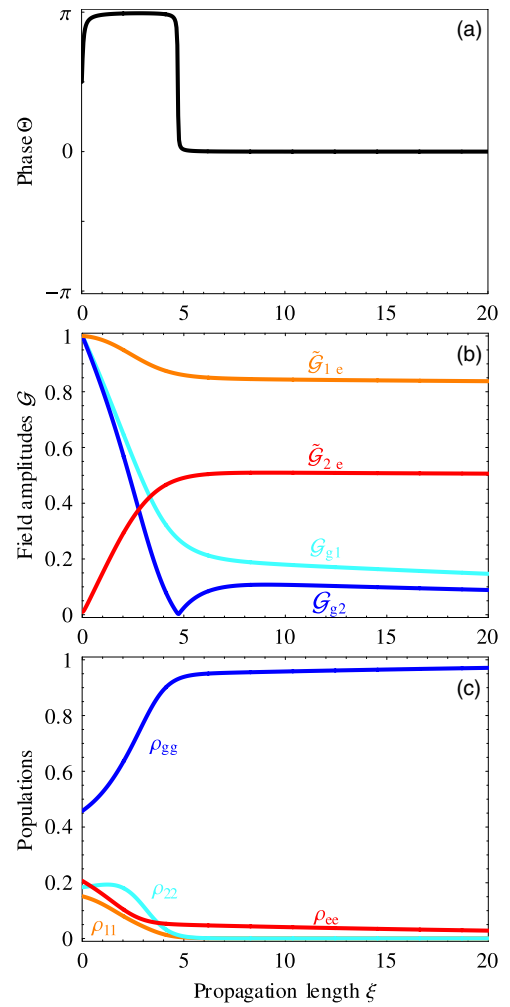 π
(a)
Phase Θ
0
−π
0 5 10 15 20
1
(b)
0.8
0.6
0.4
0.2
0
Field amplitudes 𝒢
𝒢̃1 e
𝒢̃2 e
𝒢g1
𝒢g2
0 5 10 15 20
1
(c)
0.8
0.6
0.4
0.2
0
Populations
ρgg
ρ22
ρ11
ρee
0 5 10 15 20
Propagation length ξ